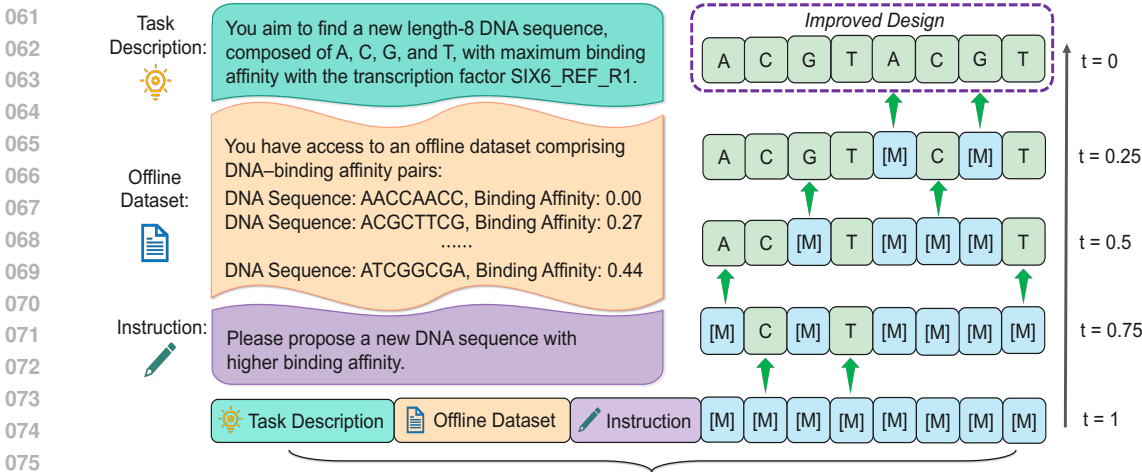 061
062
063
064
065
066
067
068
069
070
071
072
073
074
075
Task
Description:
You aim to find a new length-8 DNA sequence,
composed of A, C, G, and T, with maximum binding
affinity with the transcription factor SIX6_REF_R1.
Offline
Dataset:
You have access to an offline dataset comprising
DNA–binding affinity pairs:
DNA Sequence: AACCAACC, Binding Affinity: 0.00
DNA Sequence: ACGCTTCG, Binding Affinity: 0.27
......
DNA Sequence: ATCGGCGA, Binding Affinity: 0.44
Instruction:
Please propose a new DNA sequence with
higher binding affinity.
Improved Design
A C G T A C G T t = 0
A C G T [M] C [M] T t = 0.25
A C [M] T [M] [M] [M] T t = 0.5
[M] C [M] T [M] [M] [M] [M] t = 0.75
Task Description Offline Dataset Instruction [M] [M] [M] [M] [M] [M] [M] [M] t = 1